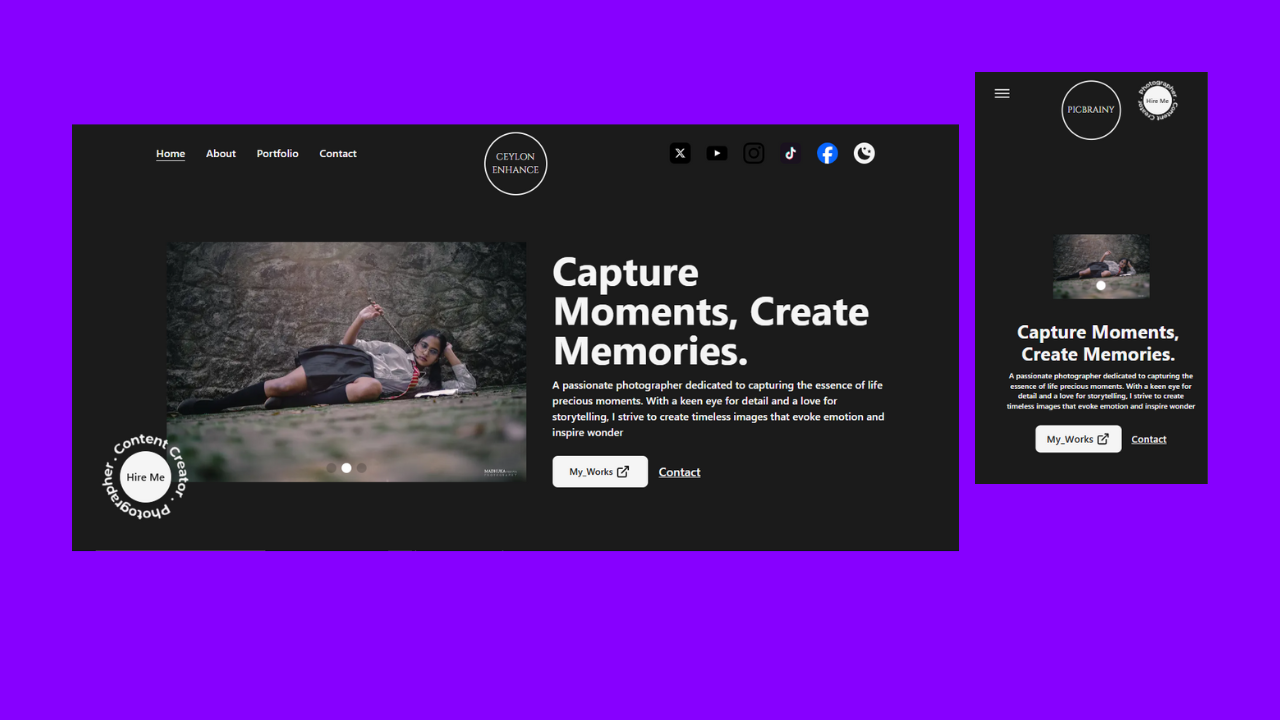 Home About Portfolio Contact
CEYLON
ENHANCE
Capture
Moments, Create
Memories.
A passionate photographer dedicated to capturing the essence of life
precious moments. With a keen eye for detail and a love for
storytelling, I strive to create timeless images that evoke emotion and
inspire wonder
My_Works Contact
Hire Me
Photographer . Content Creator .
PICBRAINY
Hire Me
Photographer Content Creator
Capture Moments,
Create Memories.
A passionate photographer dedicated to capturing the
essence of life precious moments. With a keen eye for
detail and a love for storytelling, I strive to create
timeless images that evoke emotion and inspire wonder
My_Works Contact